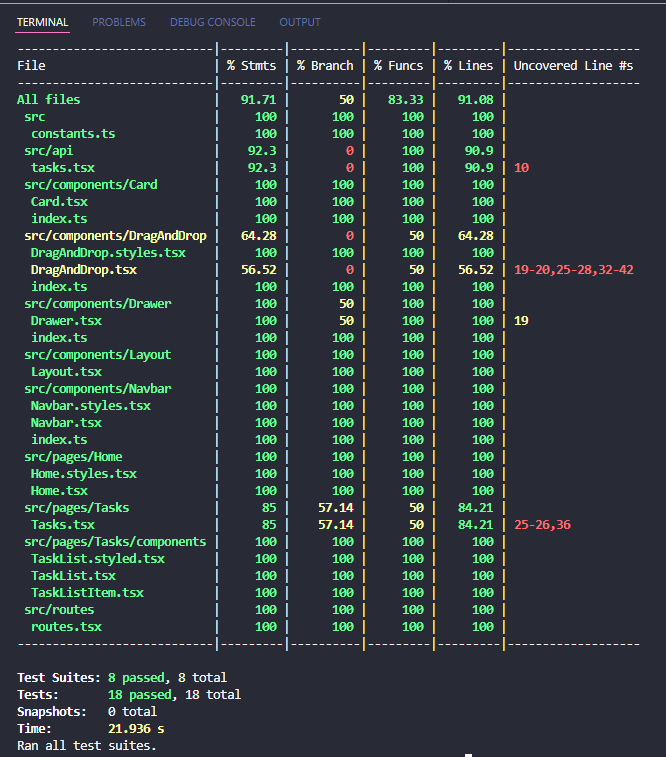 TERMINAL PROBLEMS DEBUG CONSOLE OUTPUT
---------------------------|---------|----------|---------|---------|-------------------
File | % Stmts | % Branch | % Funcs | % Lines | Uncovered Line #s
---------------------------|---------|----------|---------|---------|-------------------
All files | 91.71 | 50 | 83.33 | 91.08 |
src | 100 | 100 | 100 | 100 |
constants.ts | 100 | 100 | 100 | 100 |
src/api | 92.3 | 0 | 100 | 90.9 |
tasks.tsx | 92.3 | 0 | 100 | 90.9 | 10
src/components/Card | 100 | 100 | 100 | 100 |
Card.tsx | 100 | 100 | 100 | 100 |
index.ts | 100 | 100 | 100 | 100 |
src/components/DragAndDrop | 64.28 | 0 | 50 | 64.28 |
DragAndDrop.styles.tsx | 100 | 100 | 100 | 100 |
DragAndDrop.tsx | 56.52 | 0 | 50 | 56.52 | 19-20,25-28,32-42
index.ts | 100 | 100 | 100 | 100 |
src/components/Drawer | 100 | 50 | 100 | 100 |
Drawer.tsx | 100 | 50 | 100 | 100 | 19
index.ts | 100 | 100 | 100 | 100 |
src/components/Layout | 100 | 100 | 100 | 100 |
Layout.tsx | 100 | 100 | 100 | 100 |
src/components/Navbar | 100 | 100 | 100 | 100 |
Navbar.styles.tsx | 100 | 100 | 100 | 100 |
Navbar.tsx | 100 | 100 | 100 | 100 |
index.ts | 100 | 100 | 100 | 100 |
src/pages/Home | 100 | 100 | 100 | 100 |
Home.styles.tsx | 100 | 100 | 100 | 100 |
Home.tsx | 100 | 100 | 100 | 100 |
src/pages/Tasks | 85 | 57.14 | 50 | 84.21 |
Tasks.tsx | 85 | 57.14 | 50 | 84.21 | 25-26,36
src/pages/Tasks/components | 100 | 100 | 100 | 100 |
TaskList.styled.tsx | 100 | 100 | 100 | 100 |
TaskList.tsx | 100 | 100 | 100 | 100 |
TaskListItem.tsx | 100 | 100 | 100 | 100 |
src/routes | 100 | 100 | 100 | 100 |
routes.tsx | 100 | 100 | 100 | 100 |
---------------------------|---------|----------|---------|---------|-------------------
Test Suites: 8 passed, 8 total
Tests: 18 passed, 18 total
Snapshots: 0 total
Time: 21.936 s
Ran all test suites.